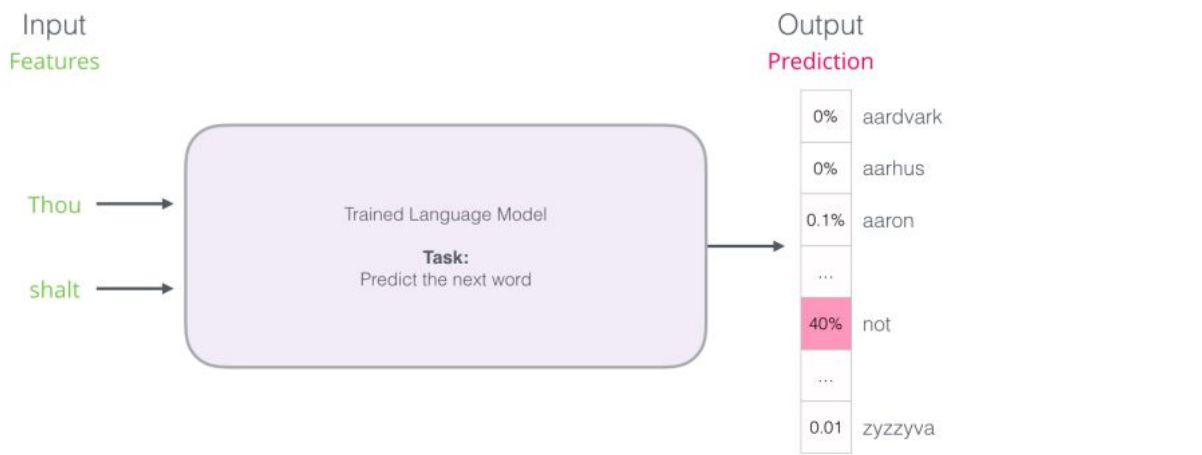 Input
Features
Thou
shalt
Trained Language Model
Task:
Predict the next word
Output
Prediction
0% aardvark
0% aarhus
0.1% aaron
...
40% not
...
0.01 zyzzyva